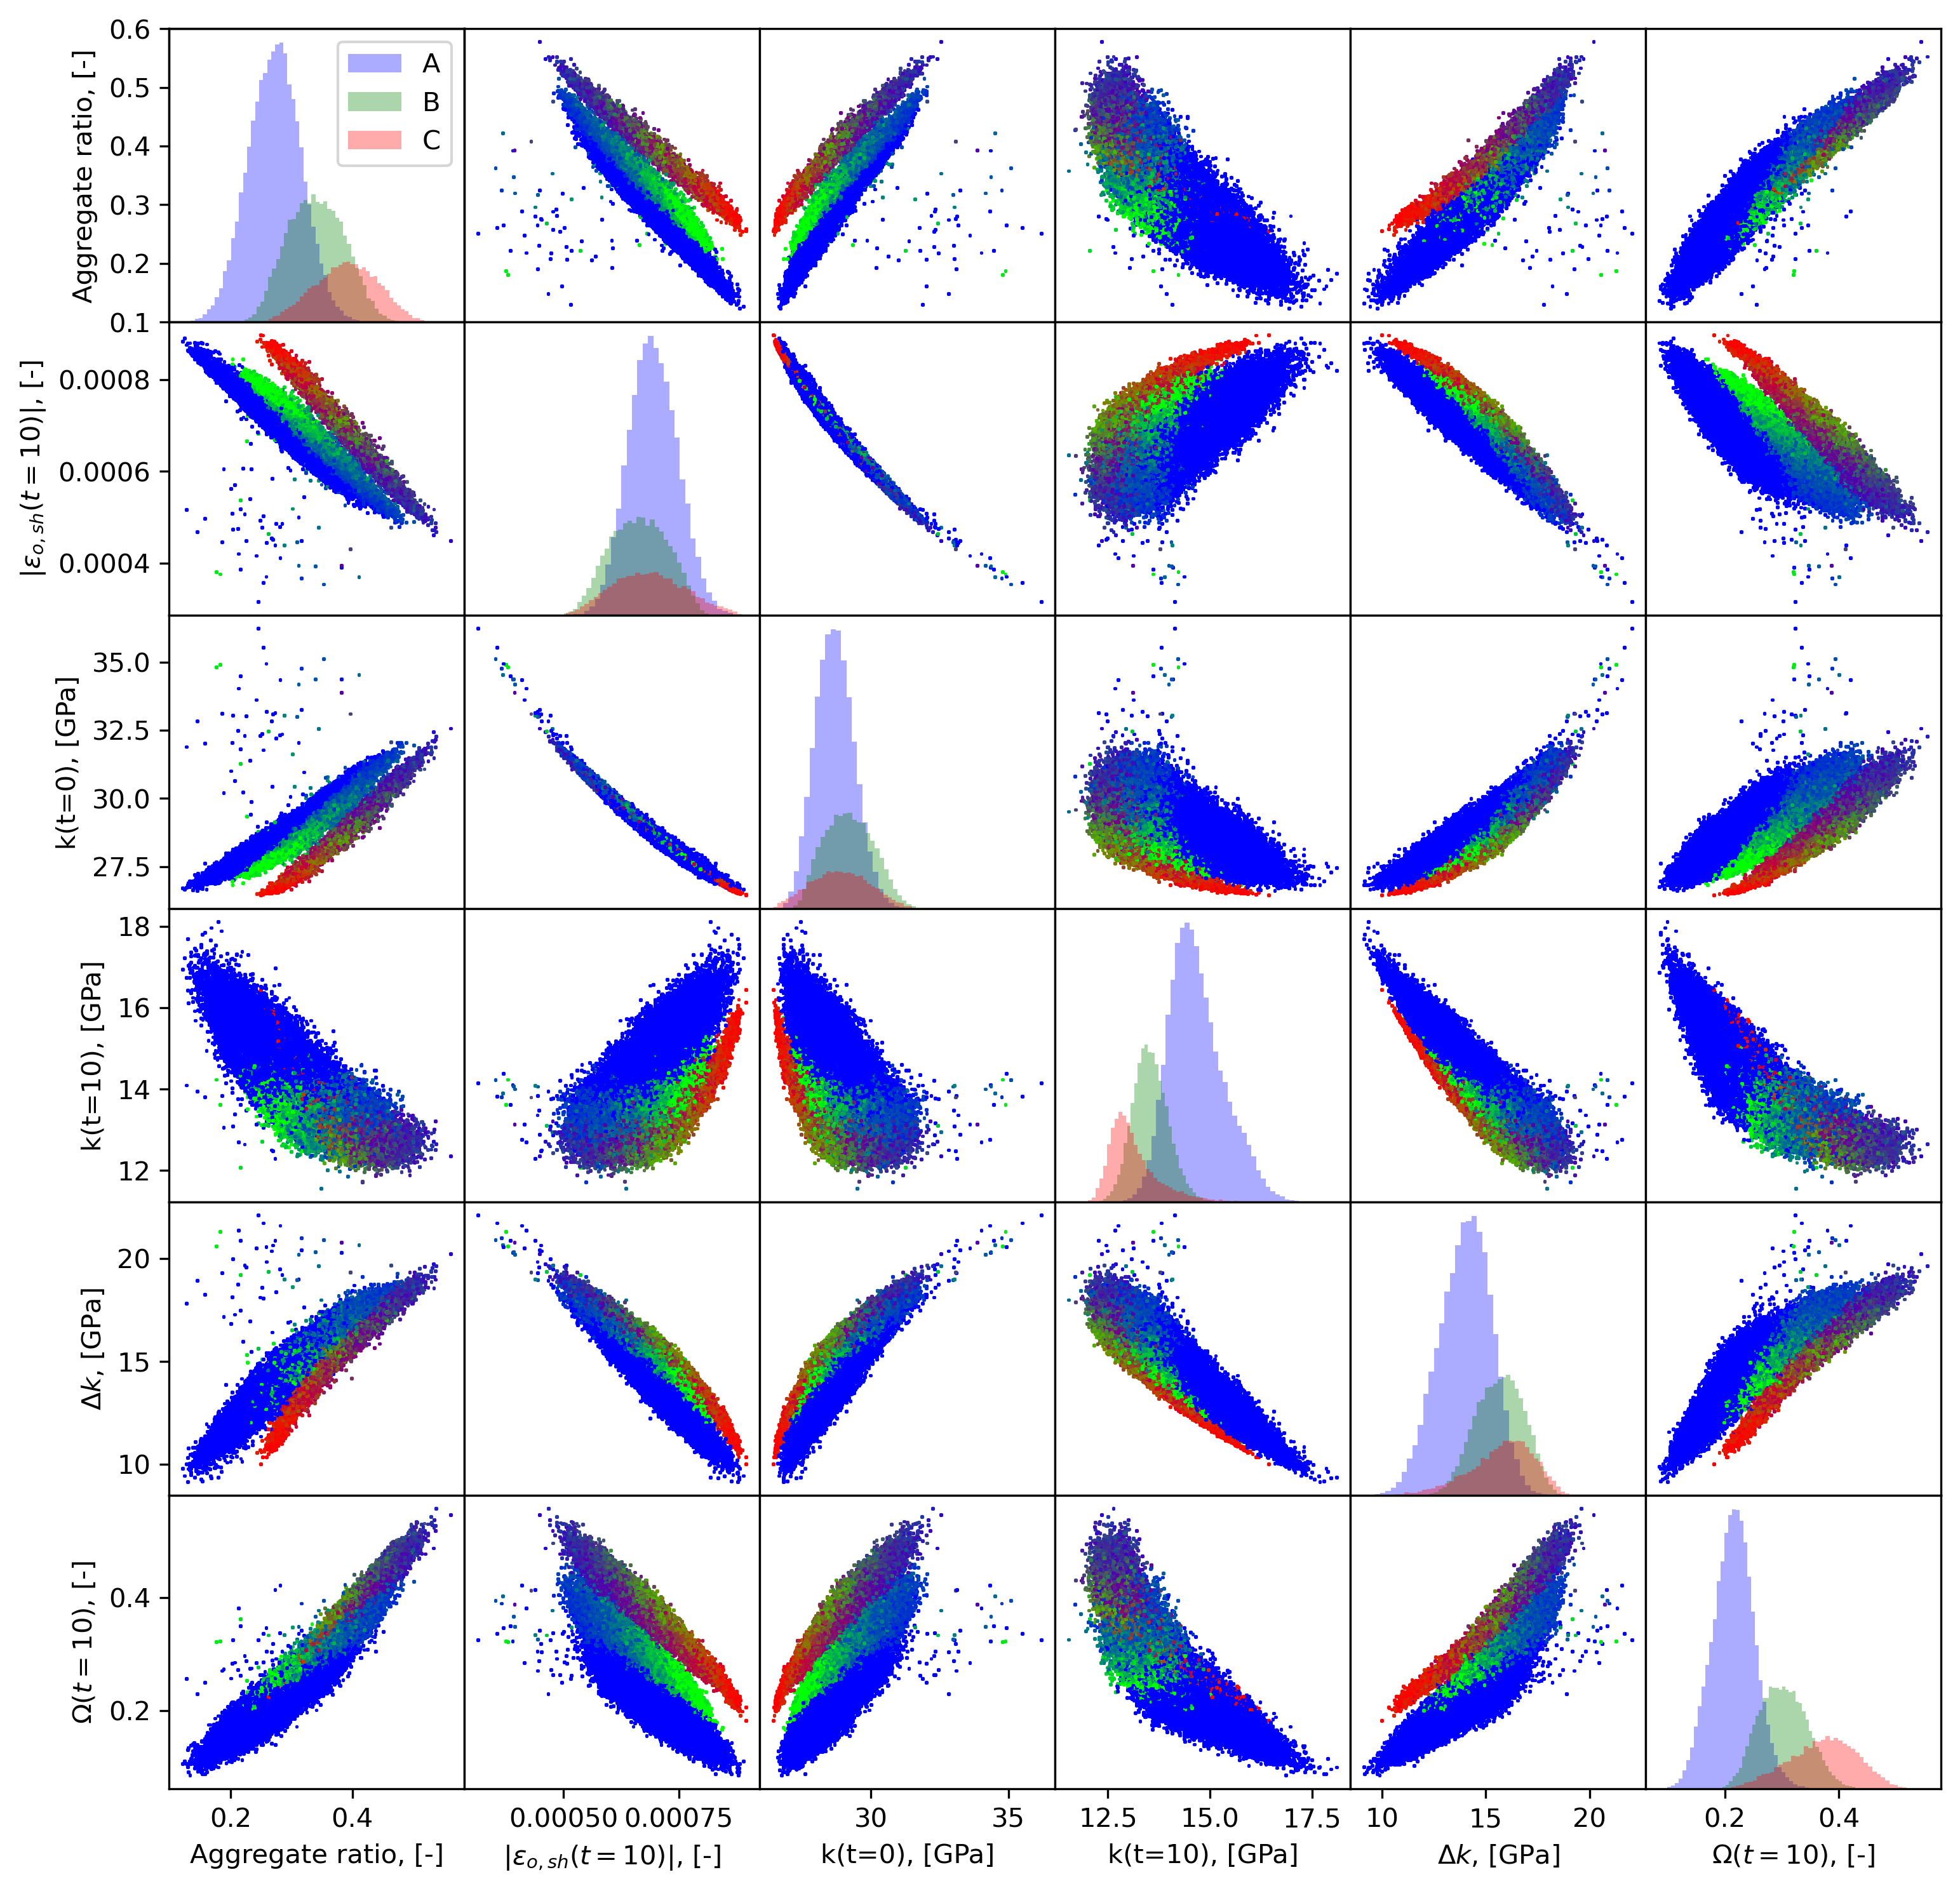 A
B
C
0.6
0.5
0.4
0.3
0.2
0.1
Aggregate ratio, [-]
0.0008
0.0006
0.0004
|ε_{o,sh}(t = 10)|, [-]
35.0
32.5
30.0
27.5
k(t=0), [GPa]
18
16
14
12
k(t=10), [GPa]
20
15
10
Δk, [GPa]
0.4
0.2
Ω(t = 10), [-]
0.2 0.4
0.00050 0.00075
30 35
12.5 15.0 17.5
10 15 20
0.2 0.4
Aggregate ratio, [-]
|ε_{o,sh}(t = 10)|, [-]
k(t=0), [GPa]
k(t=10), [GPa]
Δk, [GPa]
Ω(t = 10), [-]